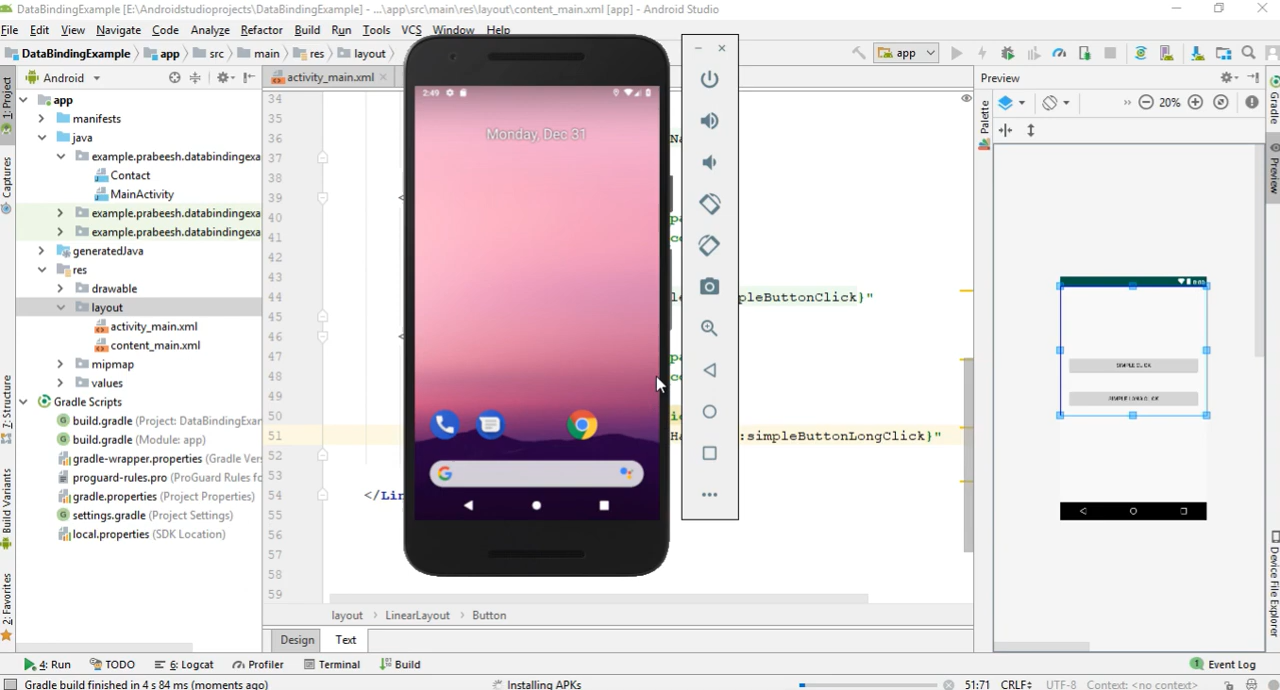 DataBindingExample [E:\Androidstudioprojects\DataBindingExample] - ...\app\src\main\res\layout\content_main.xml [app] - Android Studio
File Edit View Navigate Code Analyze Refactor Build Run Tools VCS Window Help
DataBindingExample app src main res layout
app
1: Project
Captures
7: Structure
Build Variants
2: Favorites
Android
app
manifests
java
example.prabeesh.databindingexa
Contact
MainActivity
example.prabeesh.databindingexa
example.prabeesh.databindingexa
generatedJava
res
drawable
layout
activity_main.xml
content_main.xml
mipmap
values
Gradle Scripts
build.gradle (Project: DataBindingExar
build.gradle (Module: app)
gradle-wrapper.properties (Gradle Ver
proguard-rules.pro (ProGuard Rules fo
gradle.properties (Project Properties)
settings.gradle (Project Settings)
local.properties (SDK Location)
activity_main.xml
34
35
36
37
38
39 <
40
41
42
43
44 pleButtonClick}"
45
46 <
47
48
49
50
51 :simpleButtonLongClick}"
52
53
54 </Lin
55
56
57
58
59
2:49
Monday, Dec 31
G
layout > LinearLayout > Button
Design Text
Preview
Palette
20%
8:00
SIMPLE CLICK
SIMPLE LONG CLICK
Gradle
Preview
Device File Explorer
4: Run TODO 6: Logcat Profiler Terminal Build
1 Event Log
Gradle build finished in 4 s 84 ms (moments ago)
Installing APKs
51:71 CRLF UTF-8 Context: <no context>